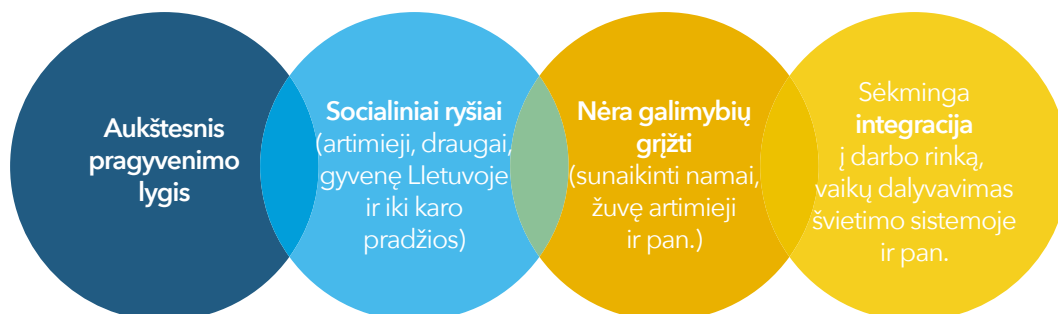 Aukštesnis
pragyvenimo
lygis
Socialiniai ryšiai
(artimieji, draugai,
gyvenę Lletuvoje
ir iki karo
pradžios)
Nėra galimybių
grįžti
(sunaikinti namai,
žuvę artimieji
ir pan.)
Sėkminga
integracija
į darbo rinką,
vaikų dalyvavimas
švietimo sistemoje
ir pan.